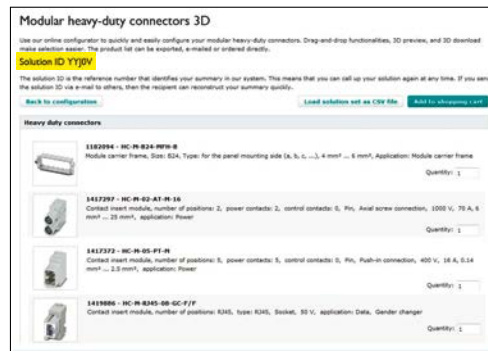 Modular heavy-duty connectors 3D
Use our online configurator to quickly and easily configure your modular heavy-duty connectors. Drag-and-drop functionalities, 3D preview, and 3D download
make selection easier. The product list can be exported, e-mailed or ordered directly.
Solution ID YYJ0V
The solution ID is the reference number that identifies your summary in our system. This means that you can call up your solution again at any time. If you send
the solution ID via e-mail to others, then the recipient can reconstruct your summary quickly.
Back to configuration
Load solution set as CSV file
Add to shopping cart
Heavy duty connectors
1182094 - HC-M-B24-MFH-B
Module carrier frame, Size: B24, Type: for the panel mounting side (a, b, c, ...), 4 mm² ... 6 mm², Application: Module carrier frame
Quantity: 1
1417397 - HC-M-02-AT-M-16
Contact insert module, number of positions: 2, power contacts: 2, control contacts: 0, Pin, Axial screw connection, 1000 V, 70 A, 6
mm² ... 25 mm², application: Power
Quantity: 1
1417372 - HC-M-05-PT-M
Contact insert module, number of positions: 5, power contacts: 5, control contacts: 0, Pin, Push-in connection, 400 V, 16 A, 0.14
mm² ... 2.5 mm², application: Power
Quantity: 1
1419886 - HC-M-RJ45-08-GC-F/F
Contact insert module, number of positions: RJ45, type: RJ45, Socket, 50 V, application: Data, Gender changer
Quantity: 1